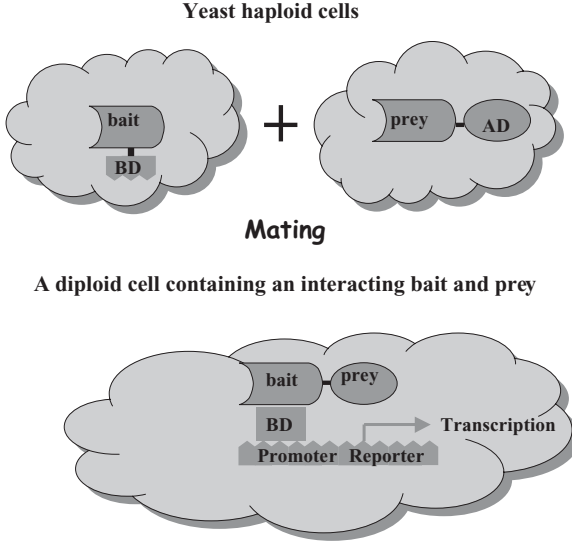 Yeast haploid cells
bait
BD
prey
AD
Mating
A diploid cell containing an interacting bait and prey
bait
prey
BD
Transcription
Promoter
Reporter